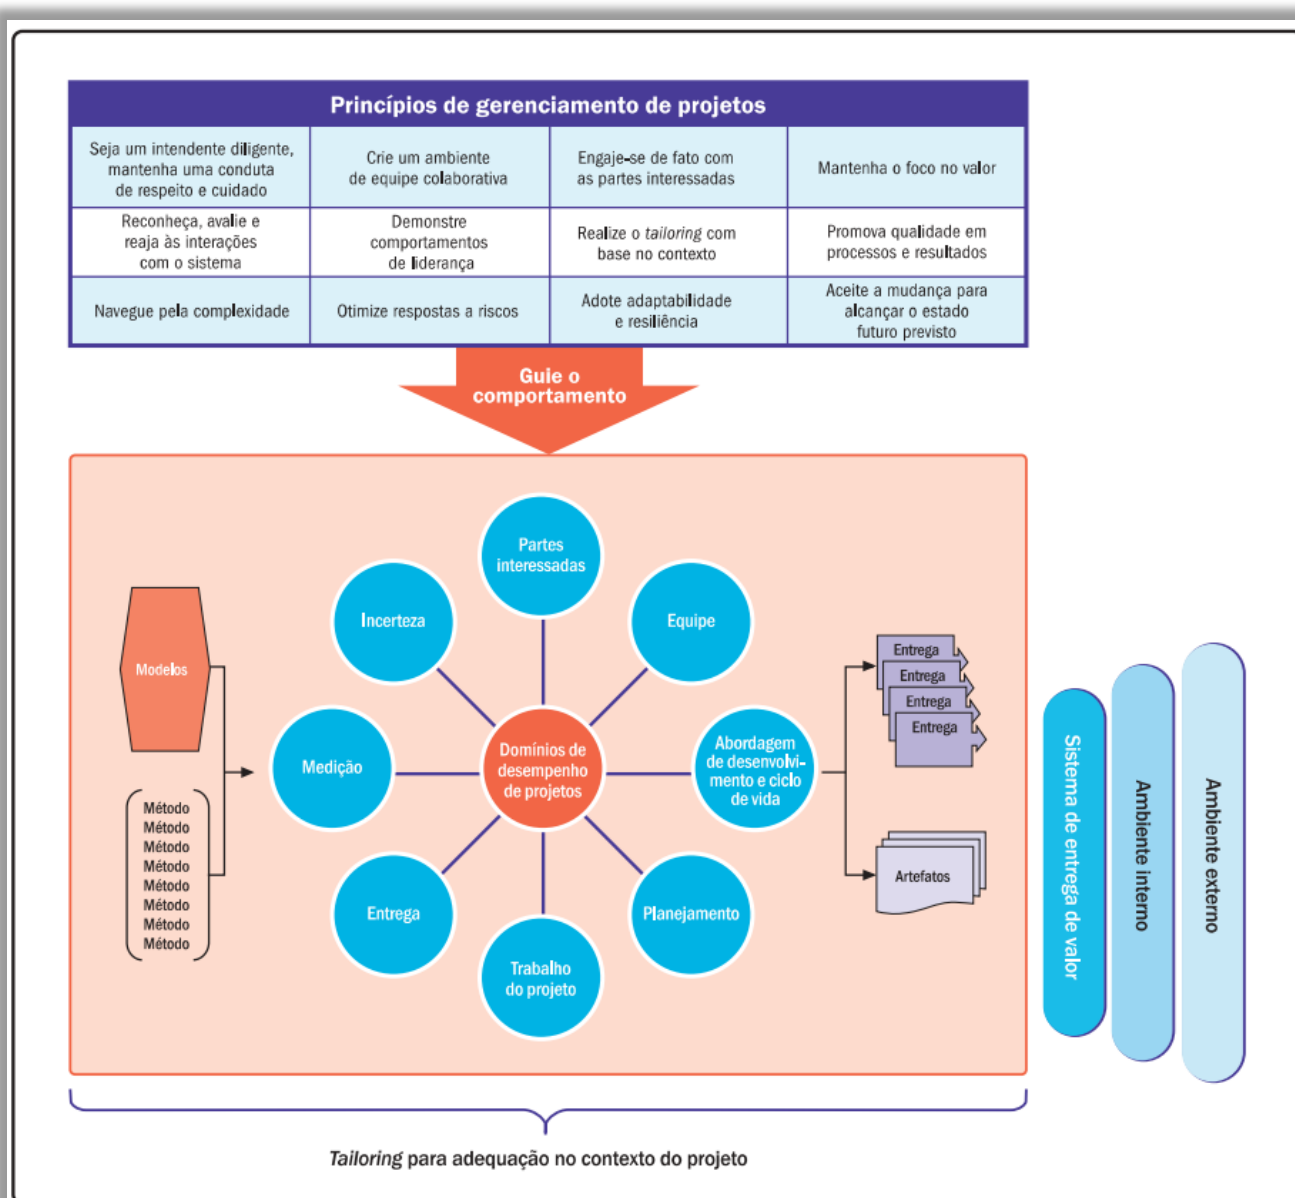 Princípios de gerenciamento de projetos
Seja um intendente diligente,
mantenha uma conduta
de respeito e cuidado
Crie um ambiente
de equipe colaborativa
Engaje-se de fato com
as partes interessadas
Mantenha o foco no valor
Reconheça, avalie e
reaja às interações
com o sistema
Demonstre
comportamentos
de liderança
Realize o tailoring com
base no contexto
Promova qualidade em
processos e resultados
Navegue pela complexidade
Otimize respostas a riscos
Adote adaptabilidade
e resiliência
Aceite a mudança para
alcançar o estado
futuro previsto
Guie o
comportamento
Partes
interessadas
Incerteza
Equipe
Modelos
Medição
Domínios de
desempenho
de projetos
Abordagem
de desenvolvi-
mento e ciclo
de vida
Entrega
Entrega
Entrega
Entrega
Método
Método
Método
Método
Método
Método
Método
Método
Entrega
Planejamento
Trabalho
do projeto
Artefatos
Sistema de entrega de valor
Ambiente interno
Ambiente externo
Tailoring para adequação no contexto do projeto